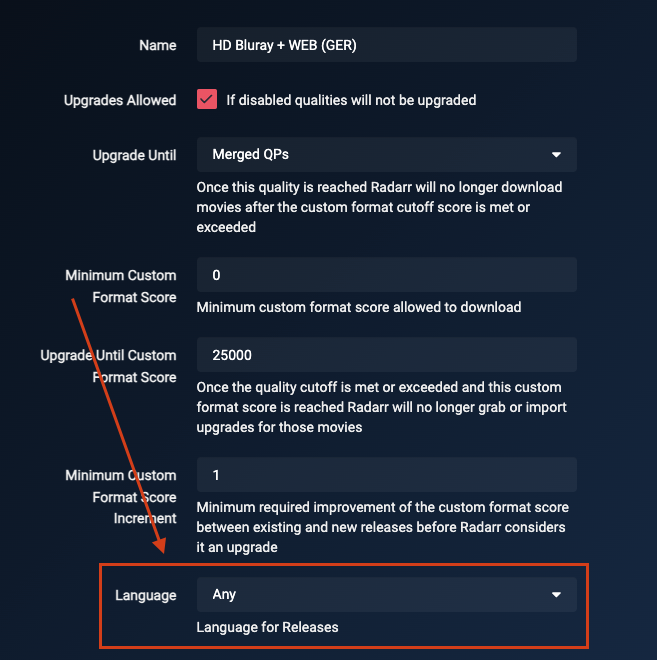 Name
HD Bluray + WEB (GER)
Upgrades Allowed
If disabled qualities will not be upgraded
Upgrade Until
Merged QPs
Once this quality is reached Radarr will no longer download
movies after the custom format cutoff score is met or
exceeded
Minimum Custom
Format Score
0
Minimum custom format score allowed to download
Upgrade Until Custom
Format Score
25000
Once the quality cutoff is met or exceeded and this custom
format score is reached Radarr will no longer grab or import
upgrades for those movies
Minimum Custom
Format Score
Increment
1
Minimum required improvement of the custom format score
between existing and new releases before Radarr considers
it an upgrade
Language
Any
Language for Releases